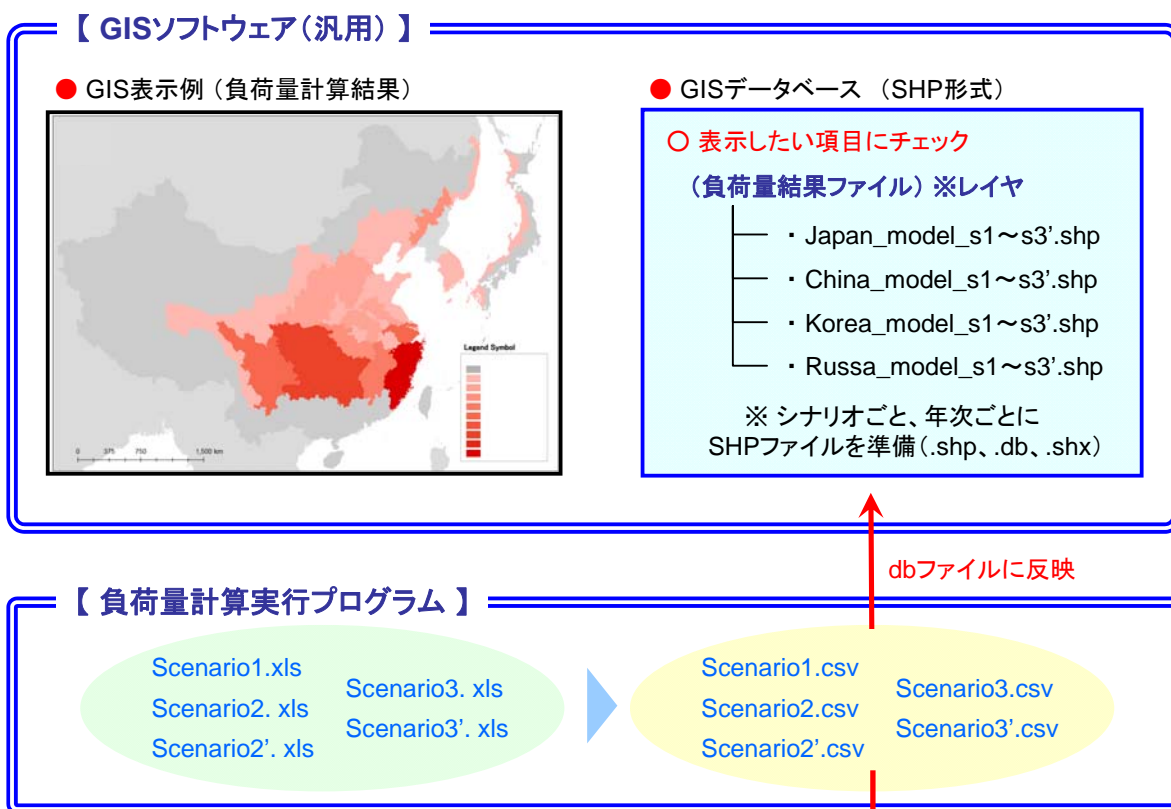 【 GISソフトウェア（汎用） 】
● GIS表示例（負荷量計算結果）
Legend Symbol
0 375 750 1,500 km
● GISデータベース （SHP形式）
○ 表示したい項目にチェック
（負荷量結果ファイル） ※レイヤ
・ Japan_model_s1～s3'.shp
・ China_model_s1～s3'.shp
・ Korea_model_s1～s3'.shp
・ Russa_model_s1～s3'.shp
※ シナリオごと、年次ごとに
SHPファイルを準備（.shp、.db、.shx）
dbファイルに反映
【 負荷量計算実行プログラム 】
Scenario1.xls
Scenario2. xls
Scenario2'. xls
Scenario3. xls
Scenario3'. xls
Scenario1.csv
Scenario2.csv
Scenario2'.csv
Scenario3.csv
Scenario3'.csv